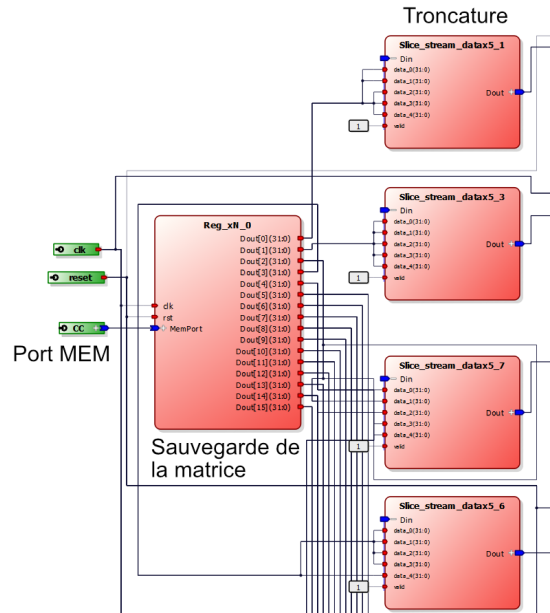 Troncature
Slice_stream_datax5_1
Din
data_0(31:0)
data_1(31:0)
data_2(31:0)
data_3(31:0)
data_4(31:0)
valid
Dout
1
Slice_stream_datax5_3
Din
data_0(31:0)
data_1(31:0)
data_2(31:0)
data_3(31:0)
data_4(31:0)
valid
Dout
1
clk
reset
CC
Port MEM
Reg_xN_0
clk
rst
MemPort
Dout[0](31:0)
Dout[1](31:0)
Dout[2](31:0)
Dout[3](31:0)
Dout[4](31:0)
Dout[5](31:0)
Dout[6](31:0)
Dout[7](31:0)
Dout[8](31:0)
Dout[9](31:0)
Dout[10](31:0)
Dout[11](31:0)
Dout[12](31:0)
Dout[13](31:0)
Dout[14](31:0)
Dout[15](31:0)
Sauvegarde de
la matrice
Slice_stream_datax5_7
Din
data_0(31:0)
data_1(31:0)
data_2(31:0)
data_3(31:0)
data_4(31:0)
valid
Dout
1
Slice_stream_datax5_6
Din
data_0(31:0)
data_1(31:0)
data_2(31:0)
data_3(31:0)
data_4(31:0)
valid
Dout
1